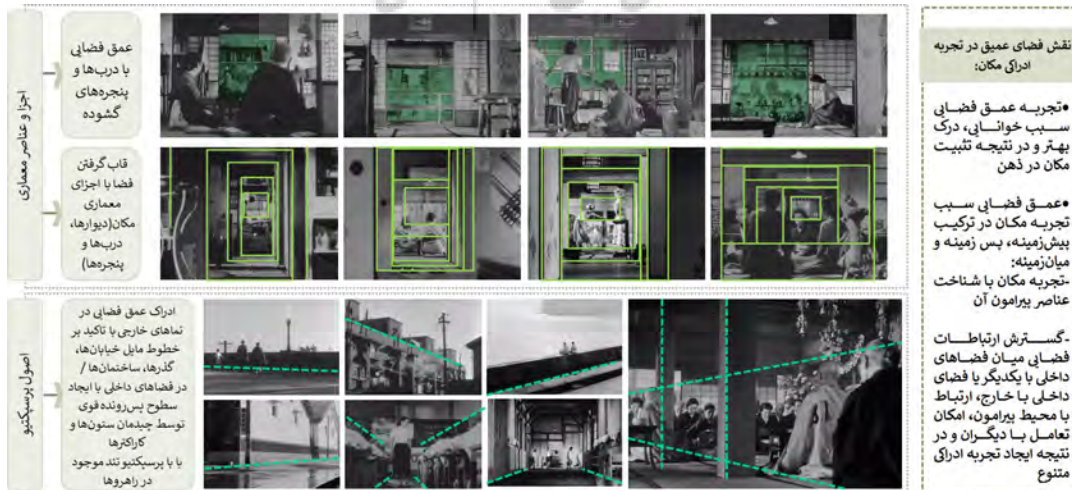 اجزا و عناصر معماری
عمق فضایی
با درب‌ها و
پنجره‌های
گشوده
قاب گرفتن
فضا با اجزای
معماری
مکان(دیوارها،
درب‌ها و
پنجره‌ها)
اصول پرسپکتیو
ادراک عمق فضایی در
نماهای خارجی با تاکید بر
خطوط مایل خیابان‌ها،
گذرها، ساختمان‌ها /
در فضاهای داخلی با ایجاد
سطوح پس‌رونده قوی
توسط چیدمان ستون‌ها و
کاراکترها
با با پرسپکتیو تند موجود
در راهروها
نقش فضای عمیق در تجربه
ادراکی مکان:
•تجربه عمق فضایی
سبب خوانایی، درک
بهتر و در نتیجه تثبیت
مکان در ذهن
•عمق فضایی سبب
تجربه مکان در ترکیب
پیش‌زمینه، پس زمینه و
میان‌زمینه:
-تجربه مکان با شناخت
عناصر پیرامون آن
-گسترش ارتباطات
فضایی میان فضاهای
داخلی با یکدیگر یا فضای
داخلی با خارج، ارتباط
با محیط پیرامون، امکان
تعامل با دیگران و در
نتیجه ایجاد تجربه ادراکی
متنوع